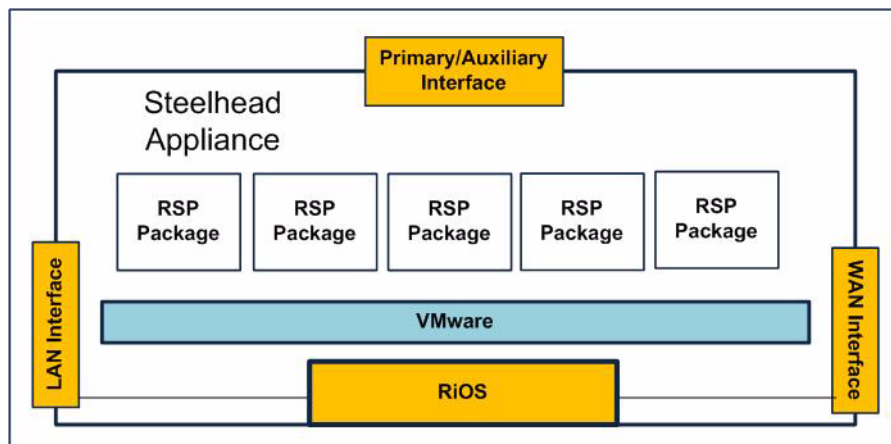 Primary/Auxiliary
Interface
Steelhead
Appliance
RSP
Package
RSP
Package
RSP
Package
RSP
Package
RSP
Package
LAN Interface
WAN Interface
VMware
RiOS